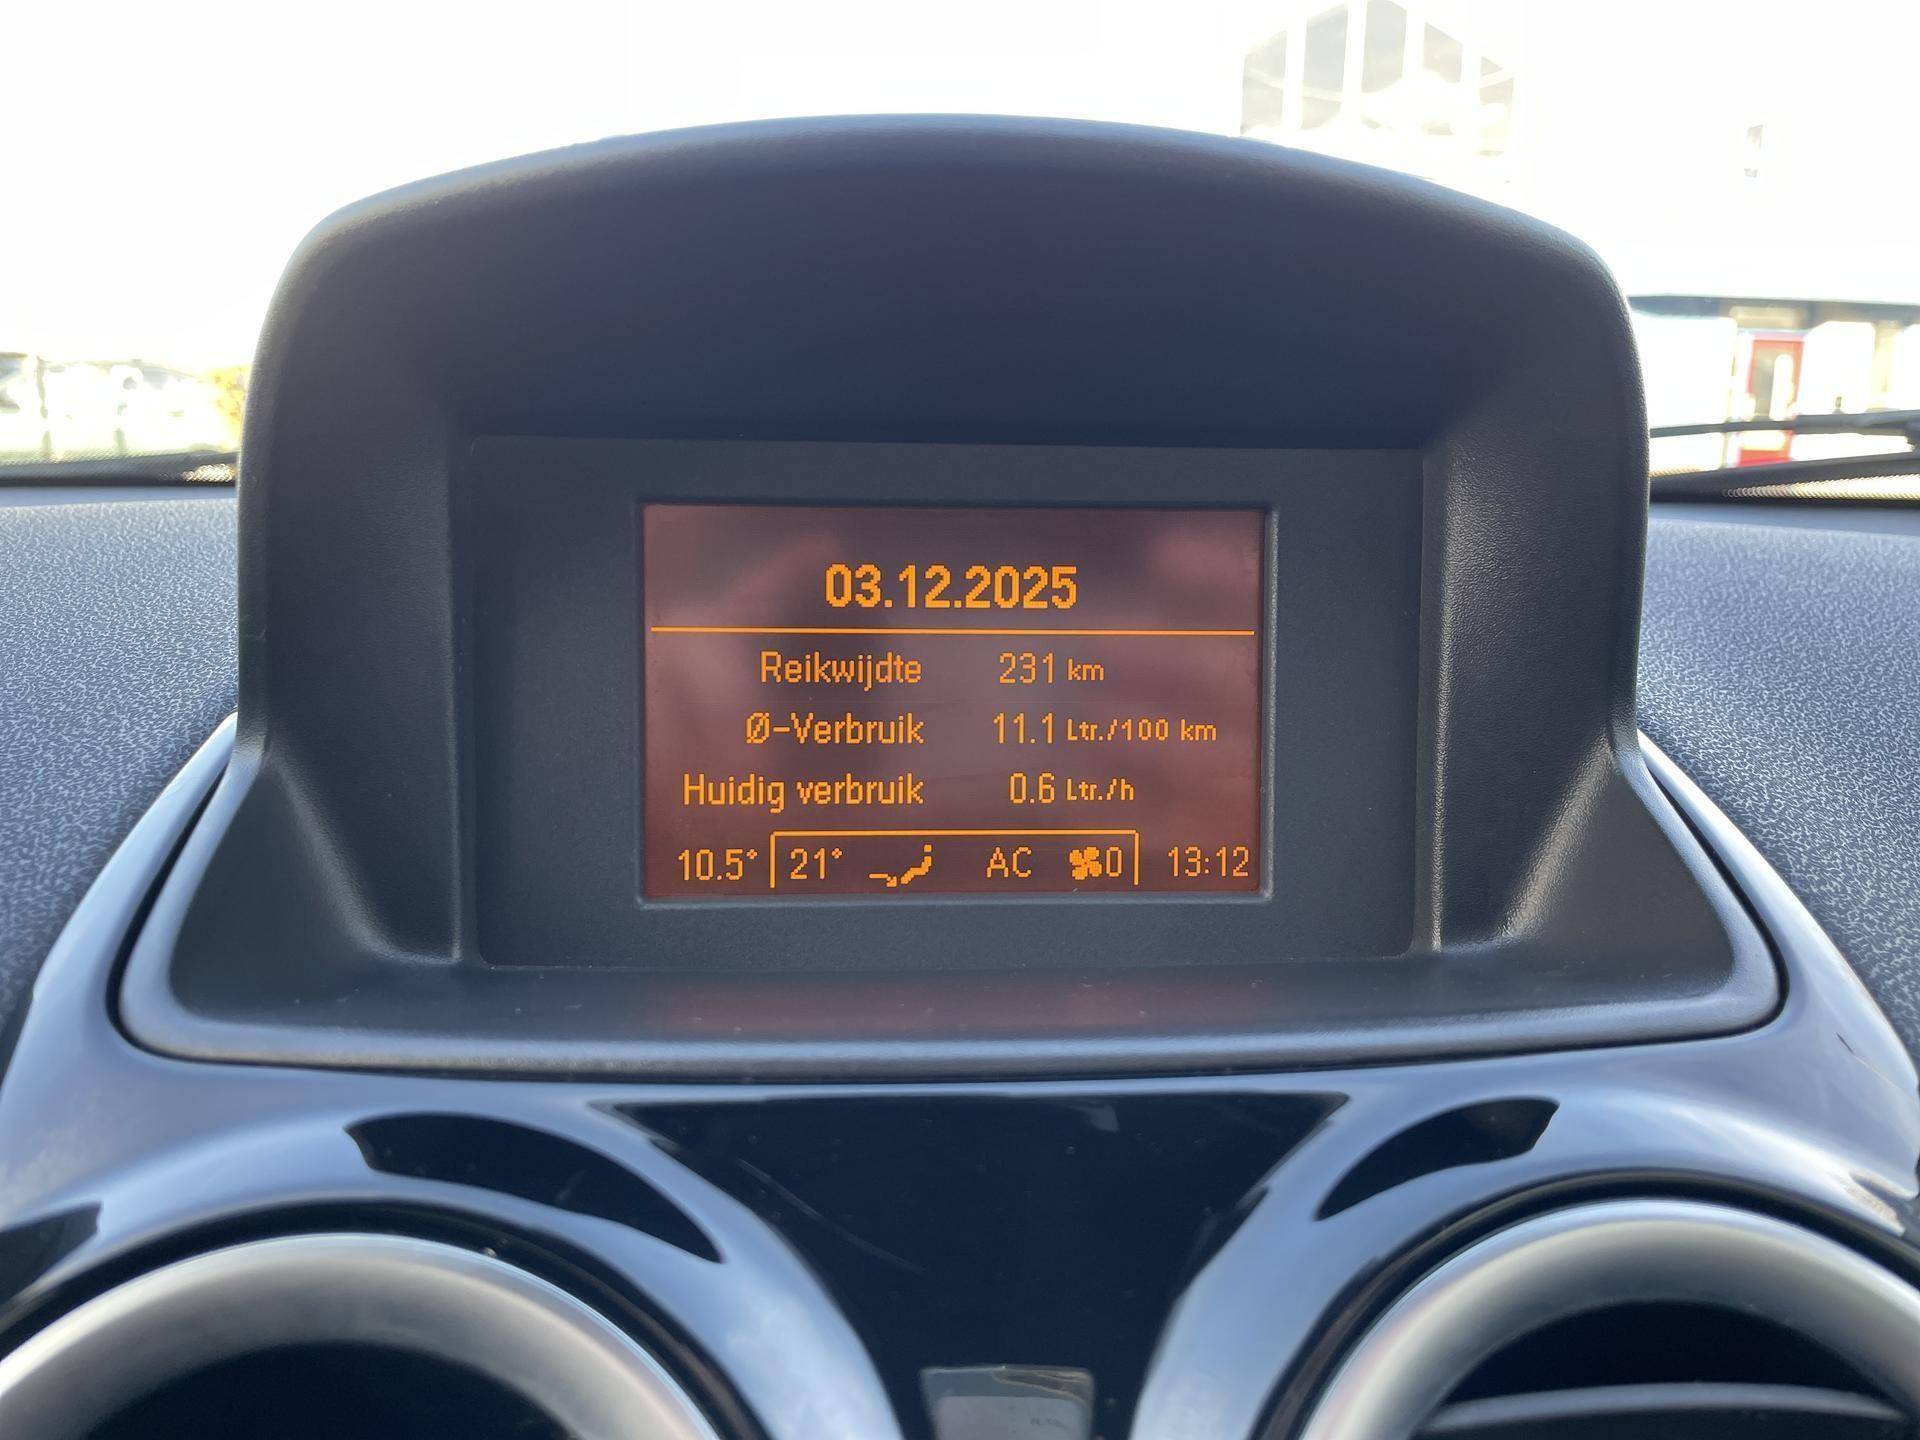 03.12.2025
Reikwijdte 231 km
Ø-Verbruik 11.1 Ltr./100 km
Huidig verbruik 0.6 Ltr./h
10.5° 21° AC 0 13:12